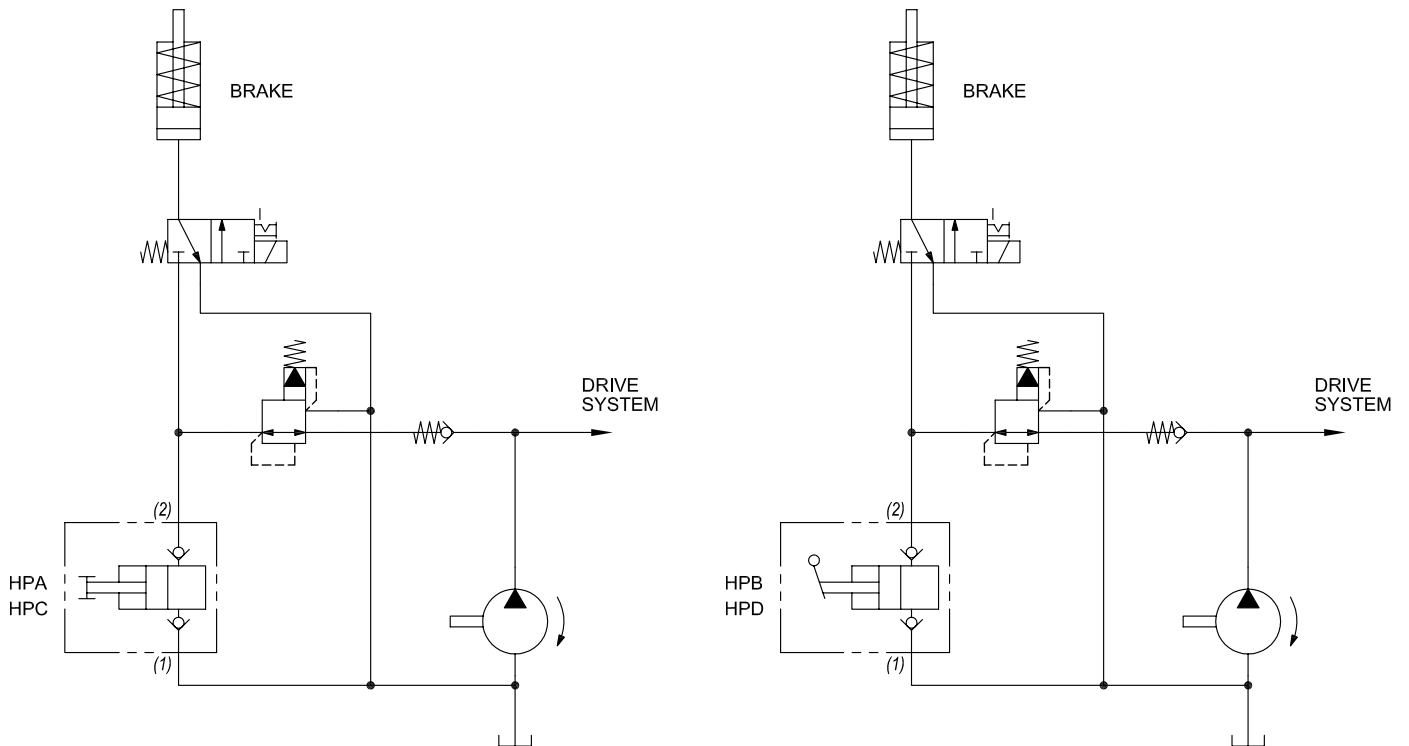 BRAKE
DRIVE
SYSTEM
(2)
HPA
HPC
(1)
BRAKE
DRIVE
SYSTEM
(2)
HPB
HPD
(1)